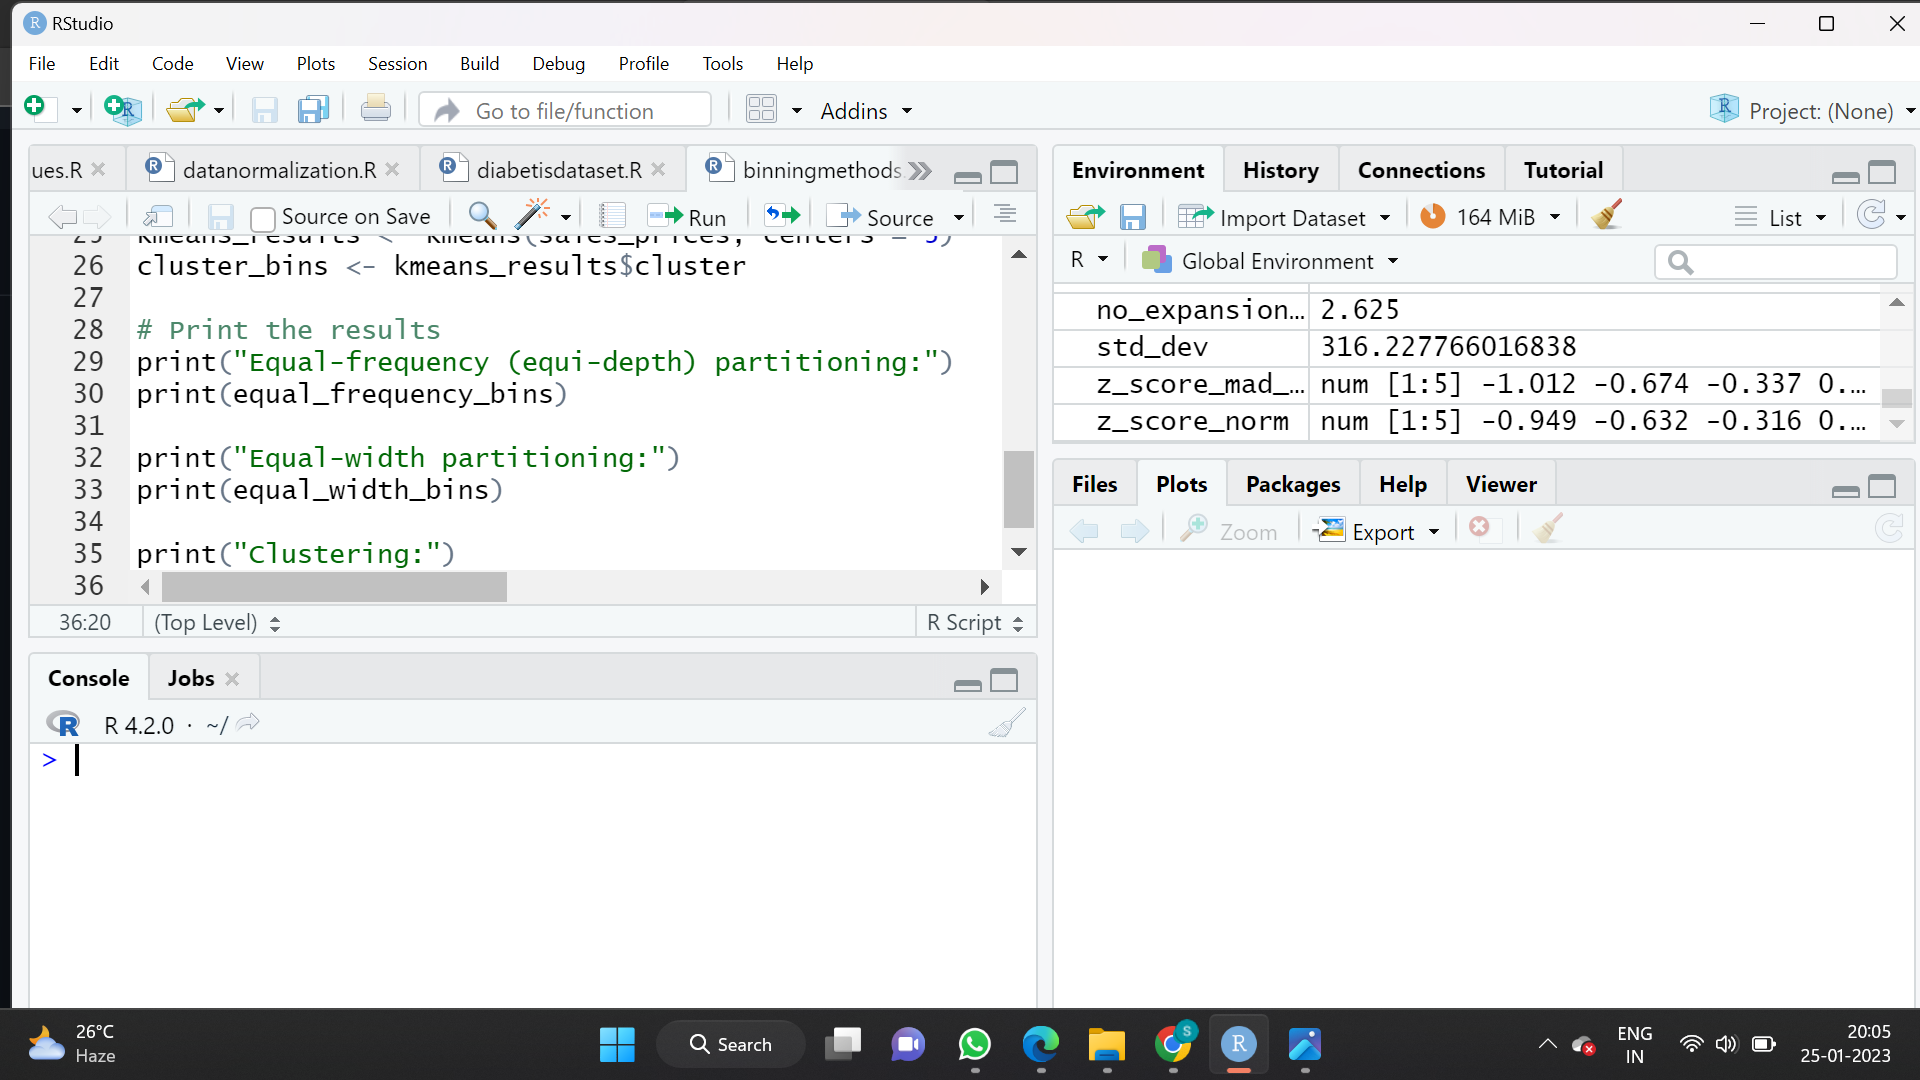 RStudio
File Edit Code View Plots Session Build Debug Profile Tools Help
Go to file/function Addins Project: (None)
ues.R datanormalization.R diabetisdataset.R binningmethods.
Source on Save Run Source
25 kmeans_results <- kmeans(sales_prices, centers = 3)
26 cluster_bins <- kmeans_results$cluster
27
28 # Print the results
29 print("Equal-frequency (equi-depth) partitioning:")
30 print(equal_frequency_bins)
31
32 print("Equal-width partitioning:")
33 print(equal_width_bins)
34
35 print("Clustering:")
36
36:20 (Top Level) R Script
Console Jobs
R 4.2.0 · ~/
>
Environment History Connections Tutorial
Import Dataset 164 MiB List
R Global Environment
no_expansion… 2.625
std_dev 316.227766016838
z_score_mad_… num [1:5] -1.012 -0.674 -0.337 0.…
z_score_norm num [1:5] -0.949 -0.632 -0.316 0.…
Files Plots Packages Help Viewer
Zoom Export
26°C
Haze
Search
S
R
ENG
IN
20:05
25-01-2023